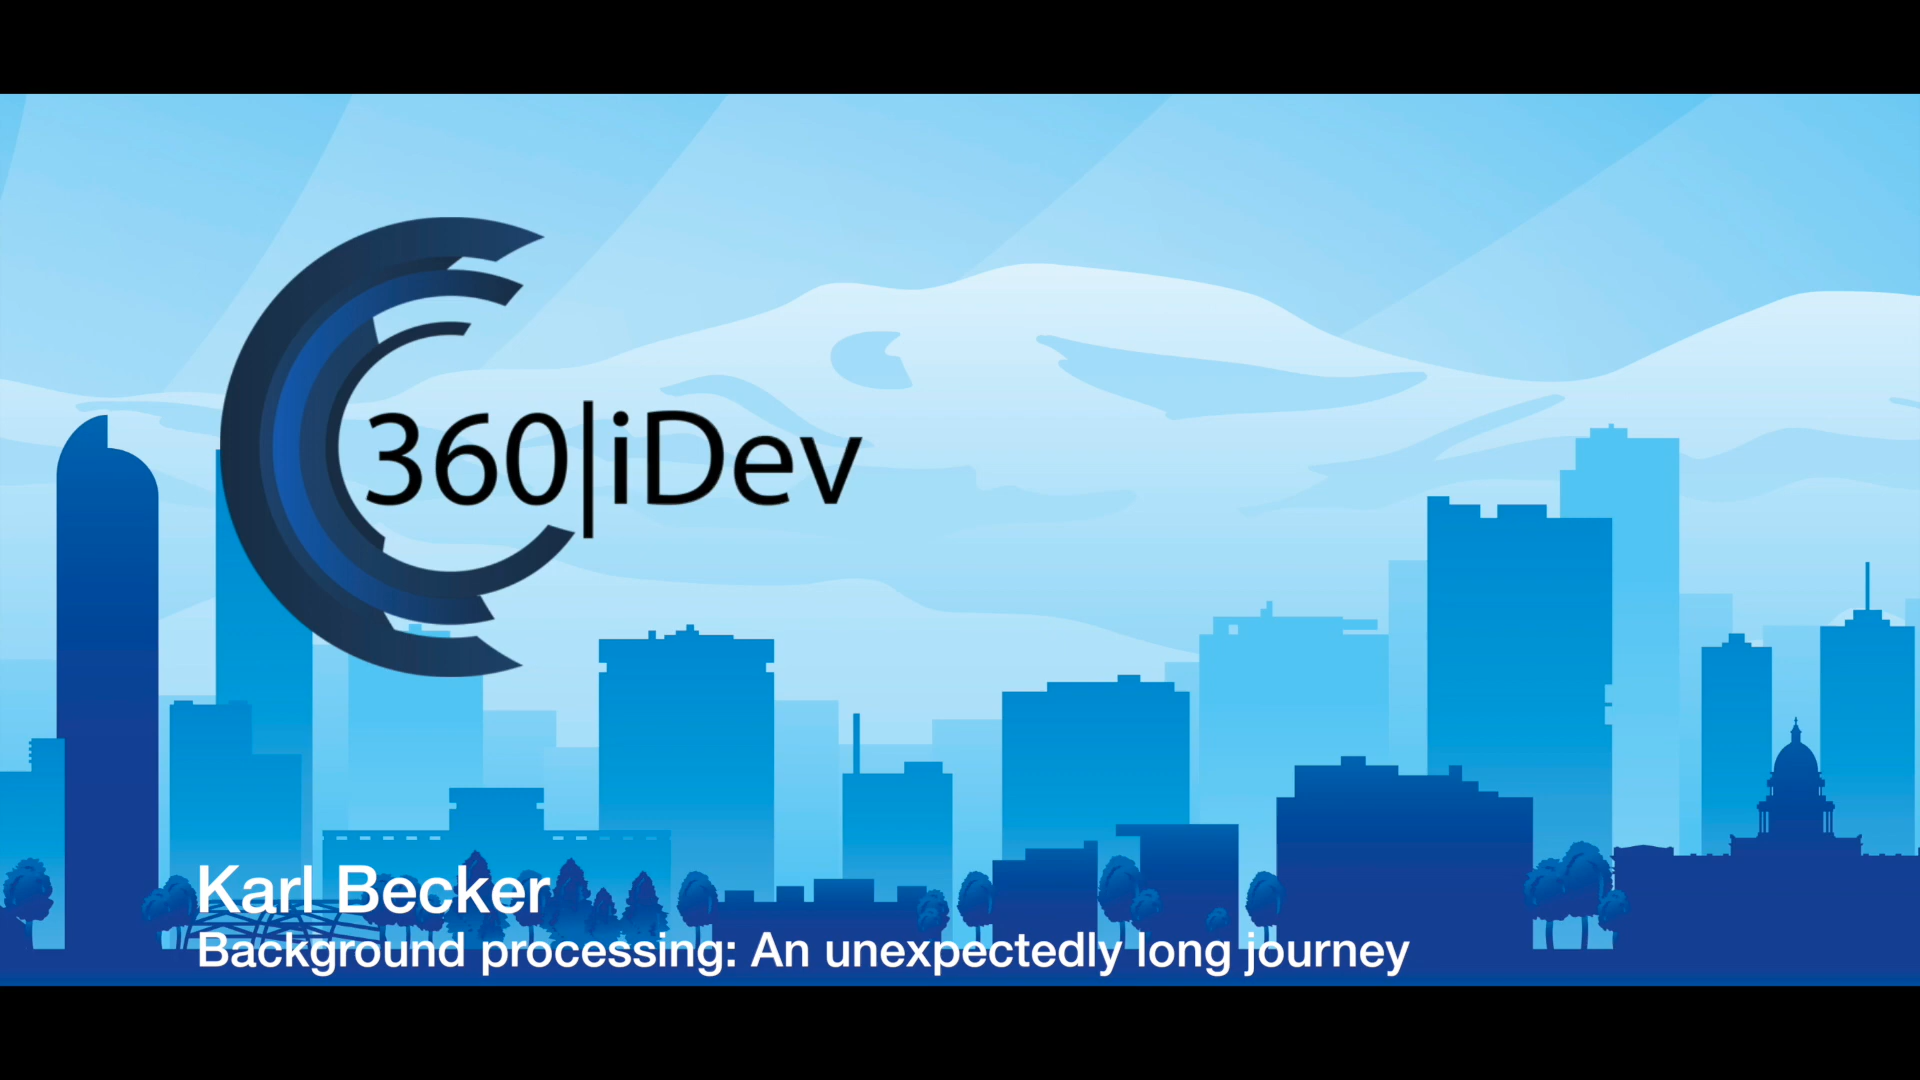 360|iDev
Karl Becker
Background processing: An unexpectedly long journey